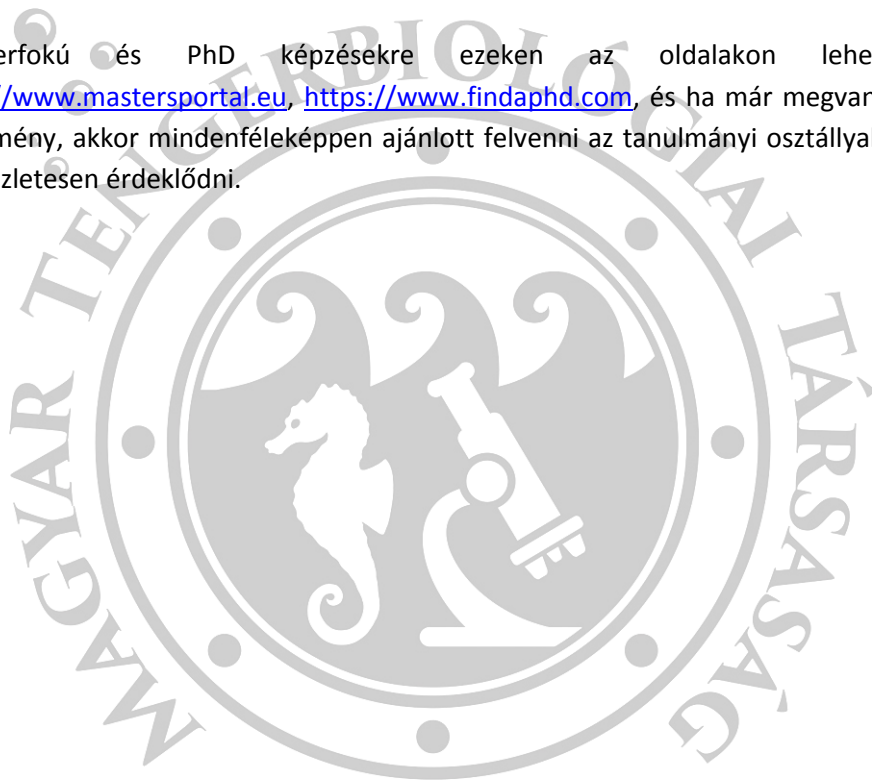 erfokú és PhD képzésekre ezeken az oldalakon lehe
/www.mastersportal.eu, https://www.findaphd.com, és ha már megvan
mény, akkor mindenféleképpen ajánlott felvenni az tanulmányi osztállyal
zletesen érdeklődni.
MAGYAR TENGERBIOLÓGIAI TÁRSASÁG